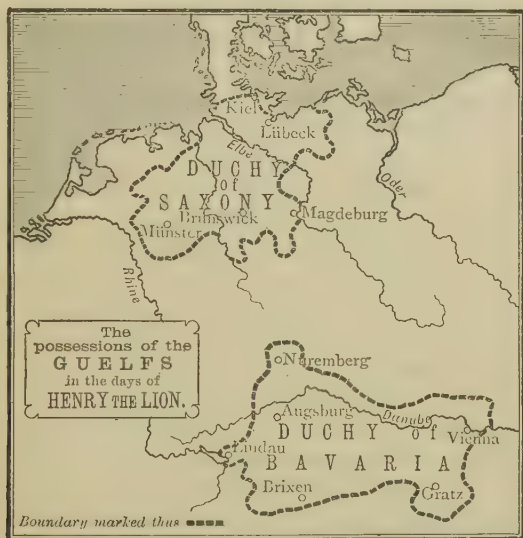 Kiel
Lübeck
Elbe
DUCHY
of
SAXONY
Brunswick
Magdeburg
Münster
Oder
Rhine
The
possessions of the
GUELFS
in the days of
HENRY THE LION.
Nuremberg
Augsburg
Danube
DUCHY of
Vienna
Lindau
BAVARIA
Brixen
Gratz
Boundary marked thus